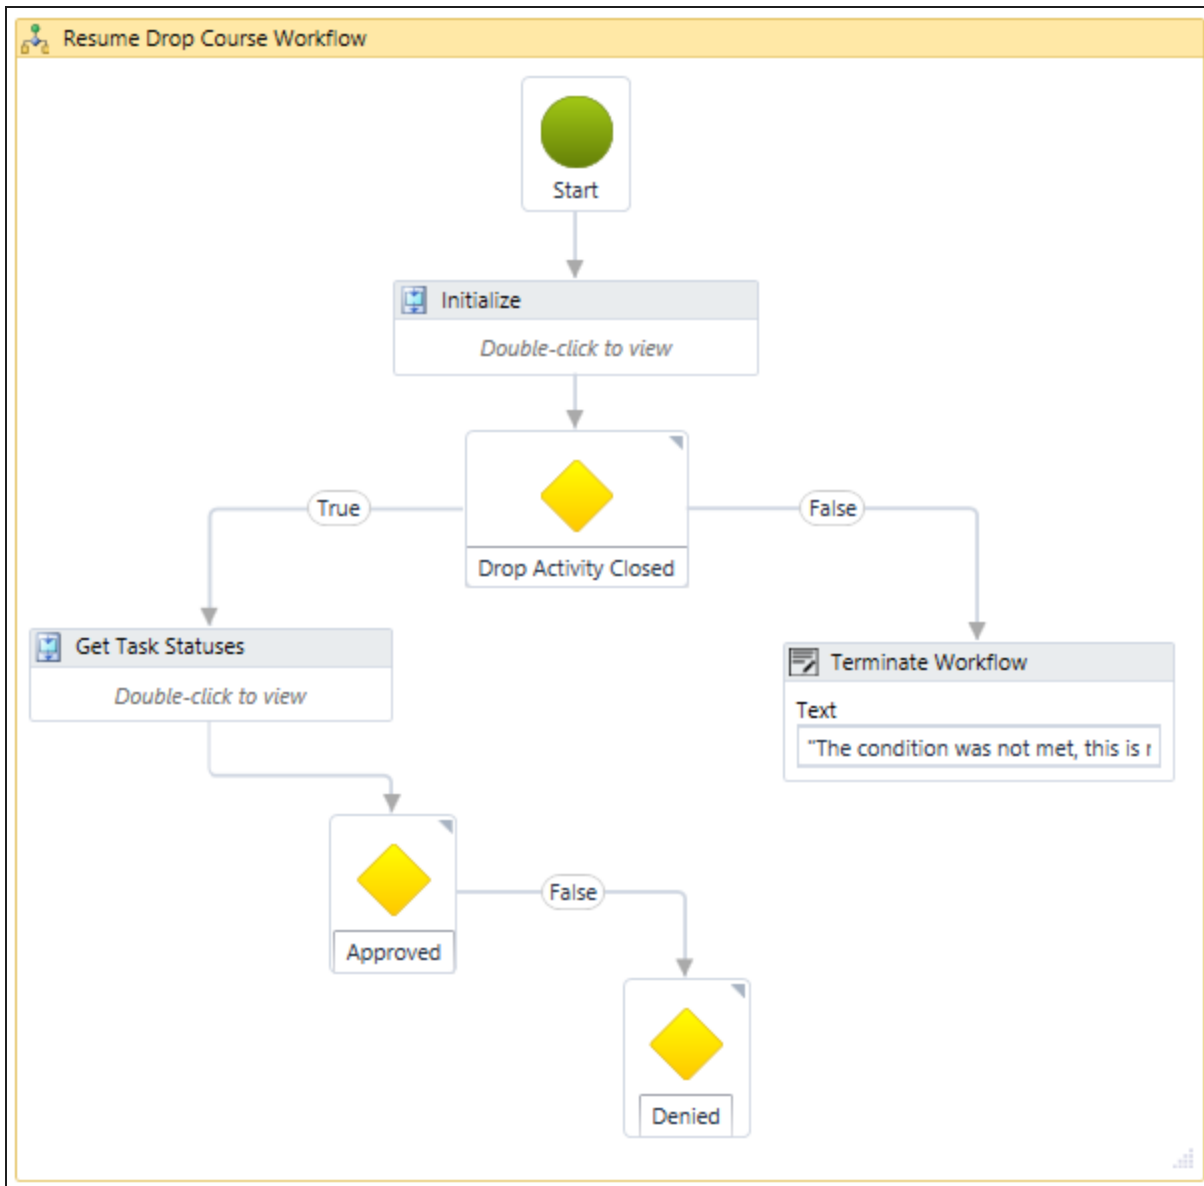 Resume Drop Course Workflow
Start
Initialize
Double-click to view
True
False
Drop Activity Closed
Get Task Statuses
Double-click to view
Terminate Workflow
Text
"The condition was not met, this is
False
Approved
Denied